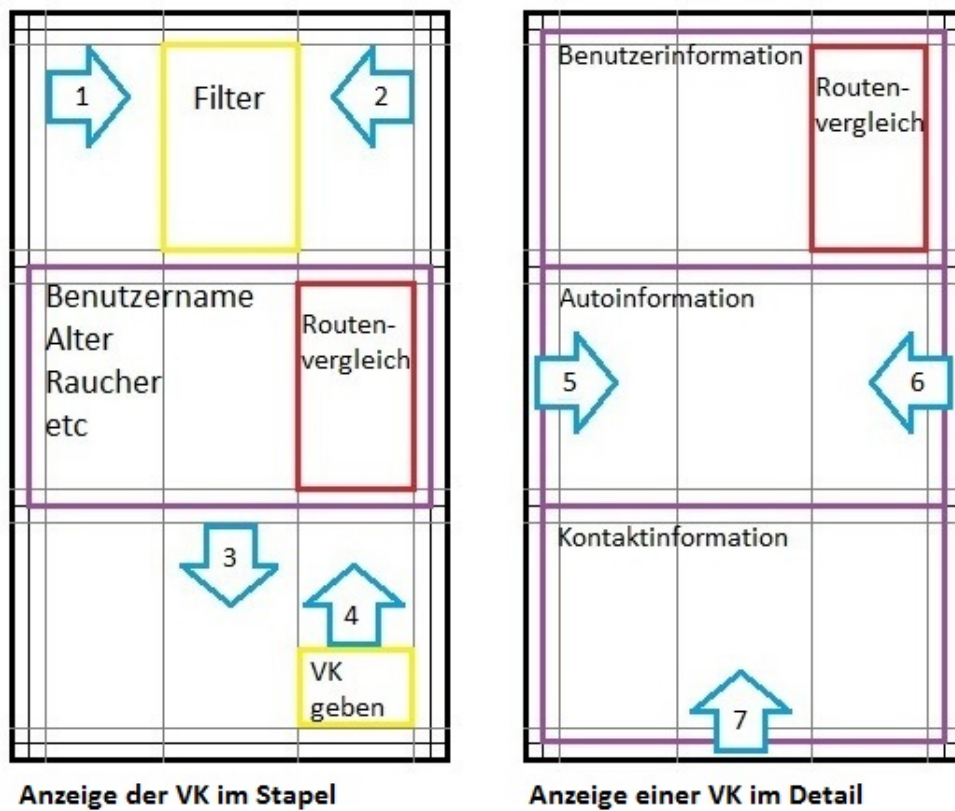 1
Filter
2
Benutzername
Alter
Raucher
etc
Routen-
vergleich
3
4
VK
geben
Anzeige der VK im Stapel
Benutzerinformation
Routen-
vergleich
Autoinformation
5
6
Kontaktinformation
7
Anzeige einer VK im Detail